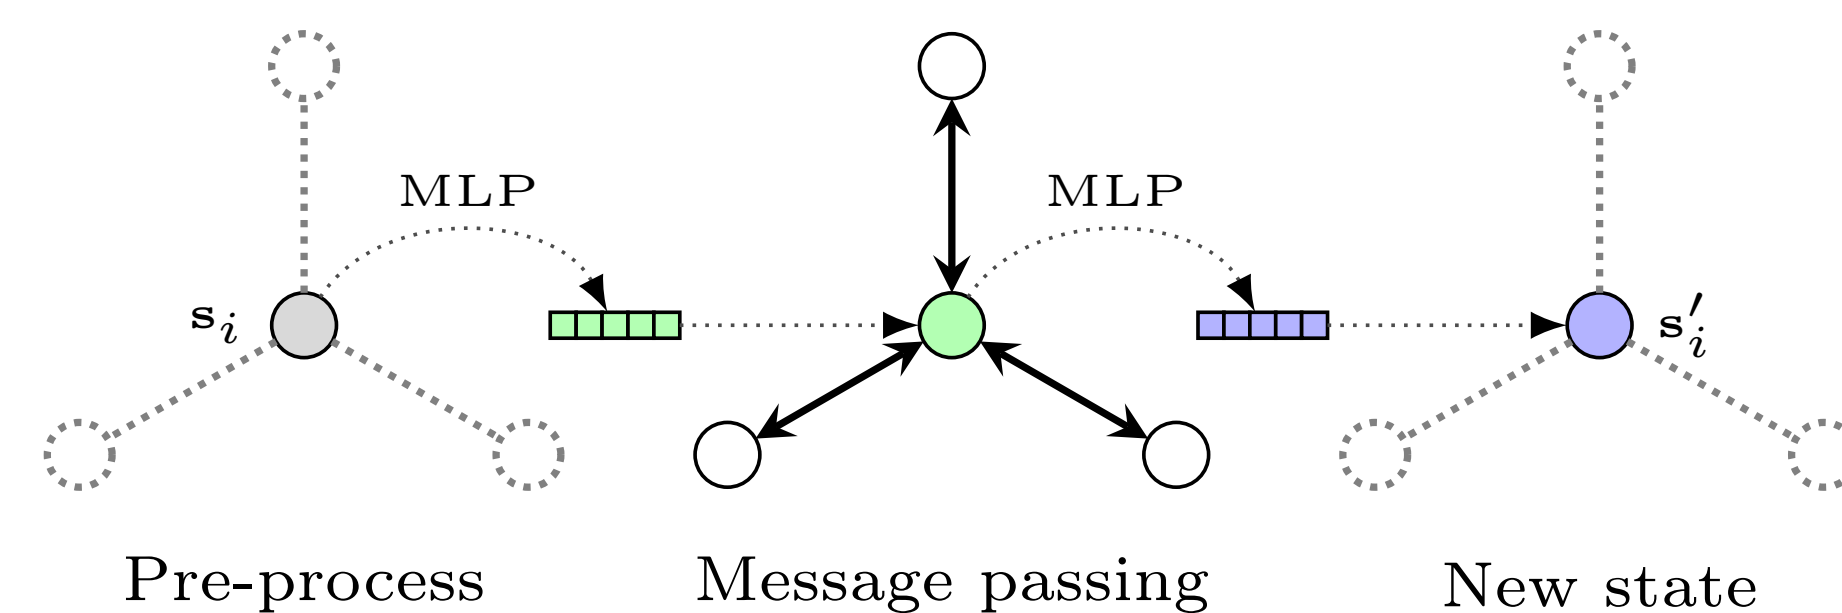 MLP
MLP
s_i
s'_i
Pre-process
Message passing
New state